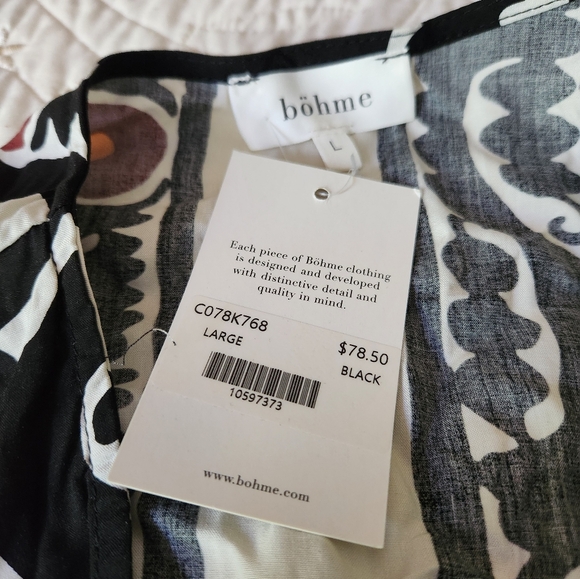 böhme
L
Each piece of Böhme clothing
is designed and developed
with distinctive detail and
quality in mind.
C078K768
LARGE
$78.50
BLACK
10597373
www.bohme.com